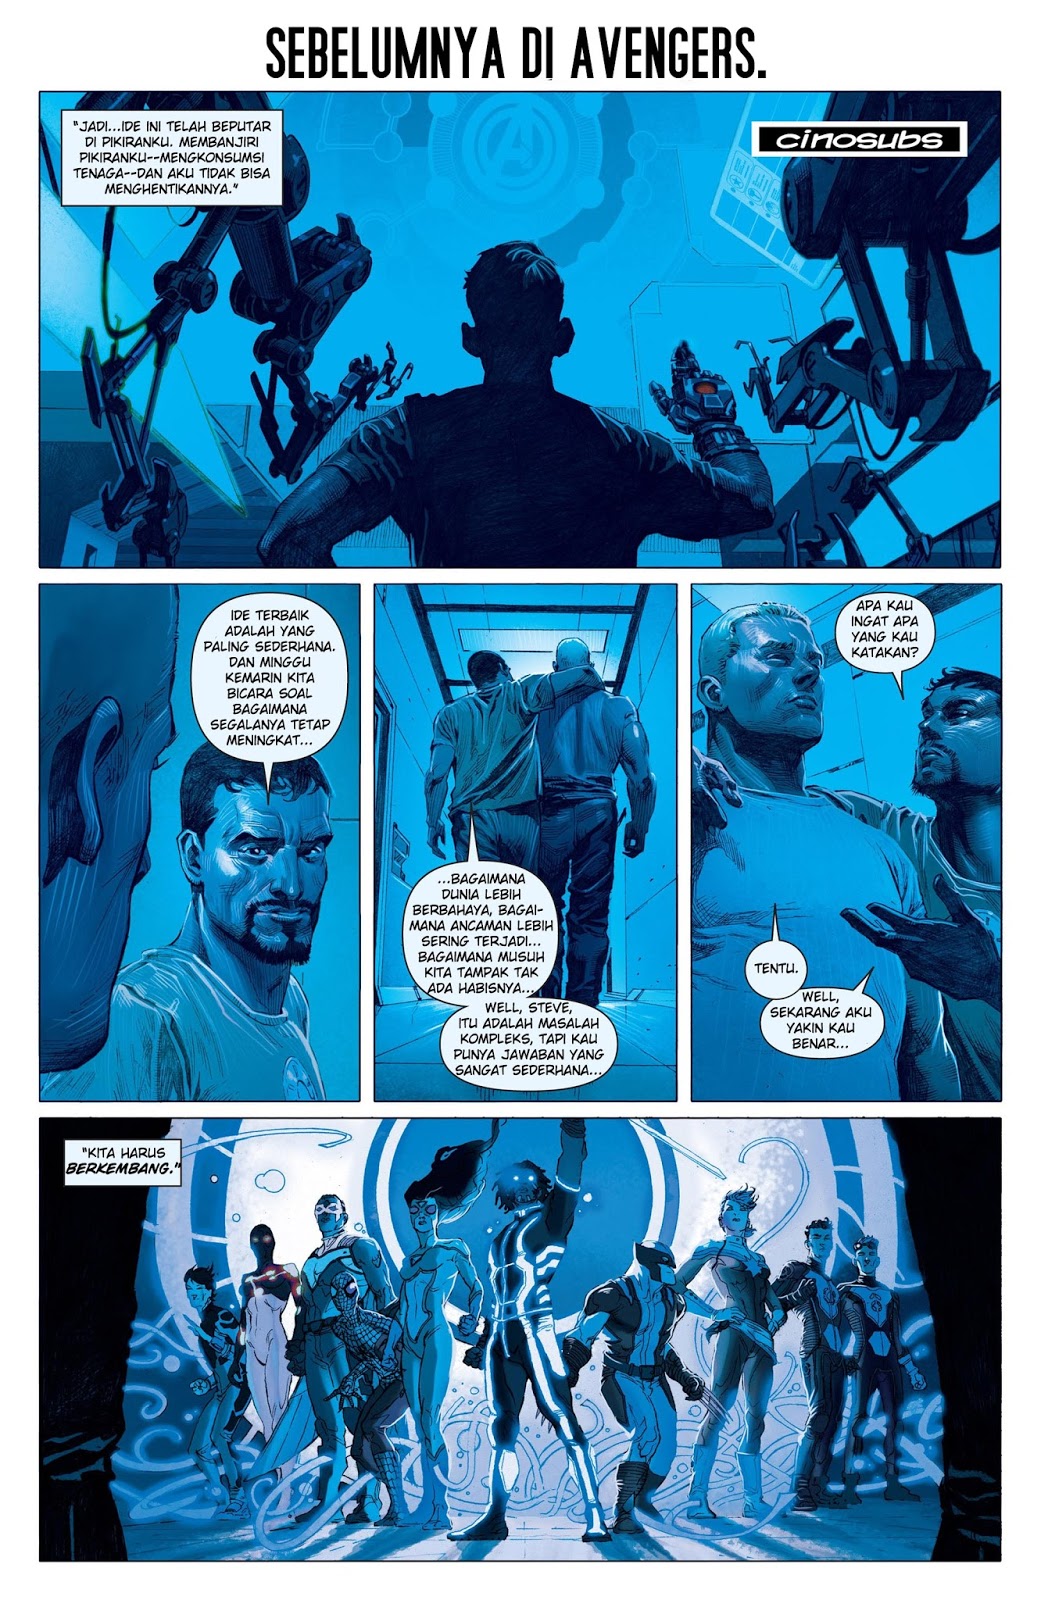 SEBELUMNYA DI AVENGERS.
"JADI...IDE INI TELAH BEPUTAR
DI PIKIRANKU. MEMBANJIRI
PIKIRANKU--MENGKONSUMSI
TENAGA--DAN AKU TIDAK BISA
MENGHENTIKANNYA."
cinosubs
IDE TERBAIK
ADALAH YANG
PALING SEDERHANA.
DAN MINGGU
KEMARIN KITA
BICARA SOAL
BAGAIMANA
SEGALANYA TETAP
MENINGKAT...
...BAGAIMANA
DUNIA LEBIH
BERBAHAYA, BAGAI-
MANA ANCAMAN LEBIH
SERING TERJADI...
BAGAIMANA MUSUH
KITA TAMPAK TAK
ADA HABISNYA...
WELL, STEVE,
ITU ADALAH MASALAH
KOMPLEKS, TAPI KAU
PUNYA JAWABAN YANG
SANGAT SEDERHANA...
APA KAU
INGAT APA
YANG KAU
KATAKAN?
TENTU.
WELL,
SEKARANG AKU
YAKIN KAU
BENAR...
"KITA HARUS
BERKEMBANG."